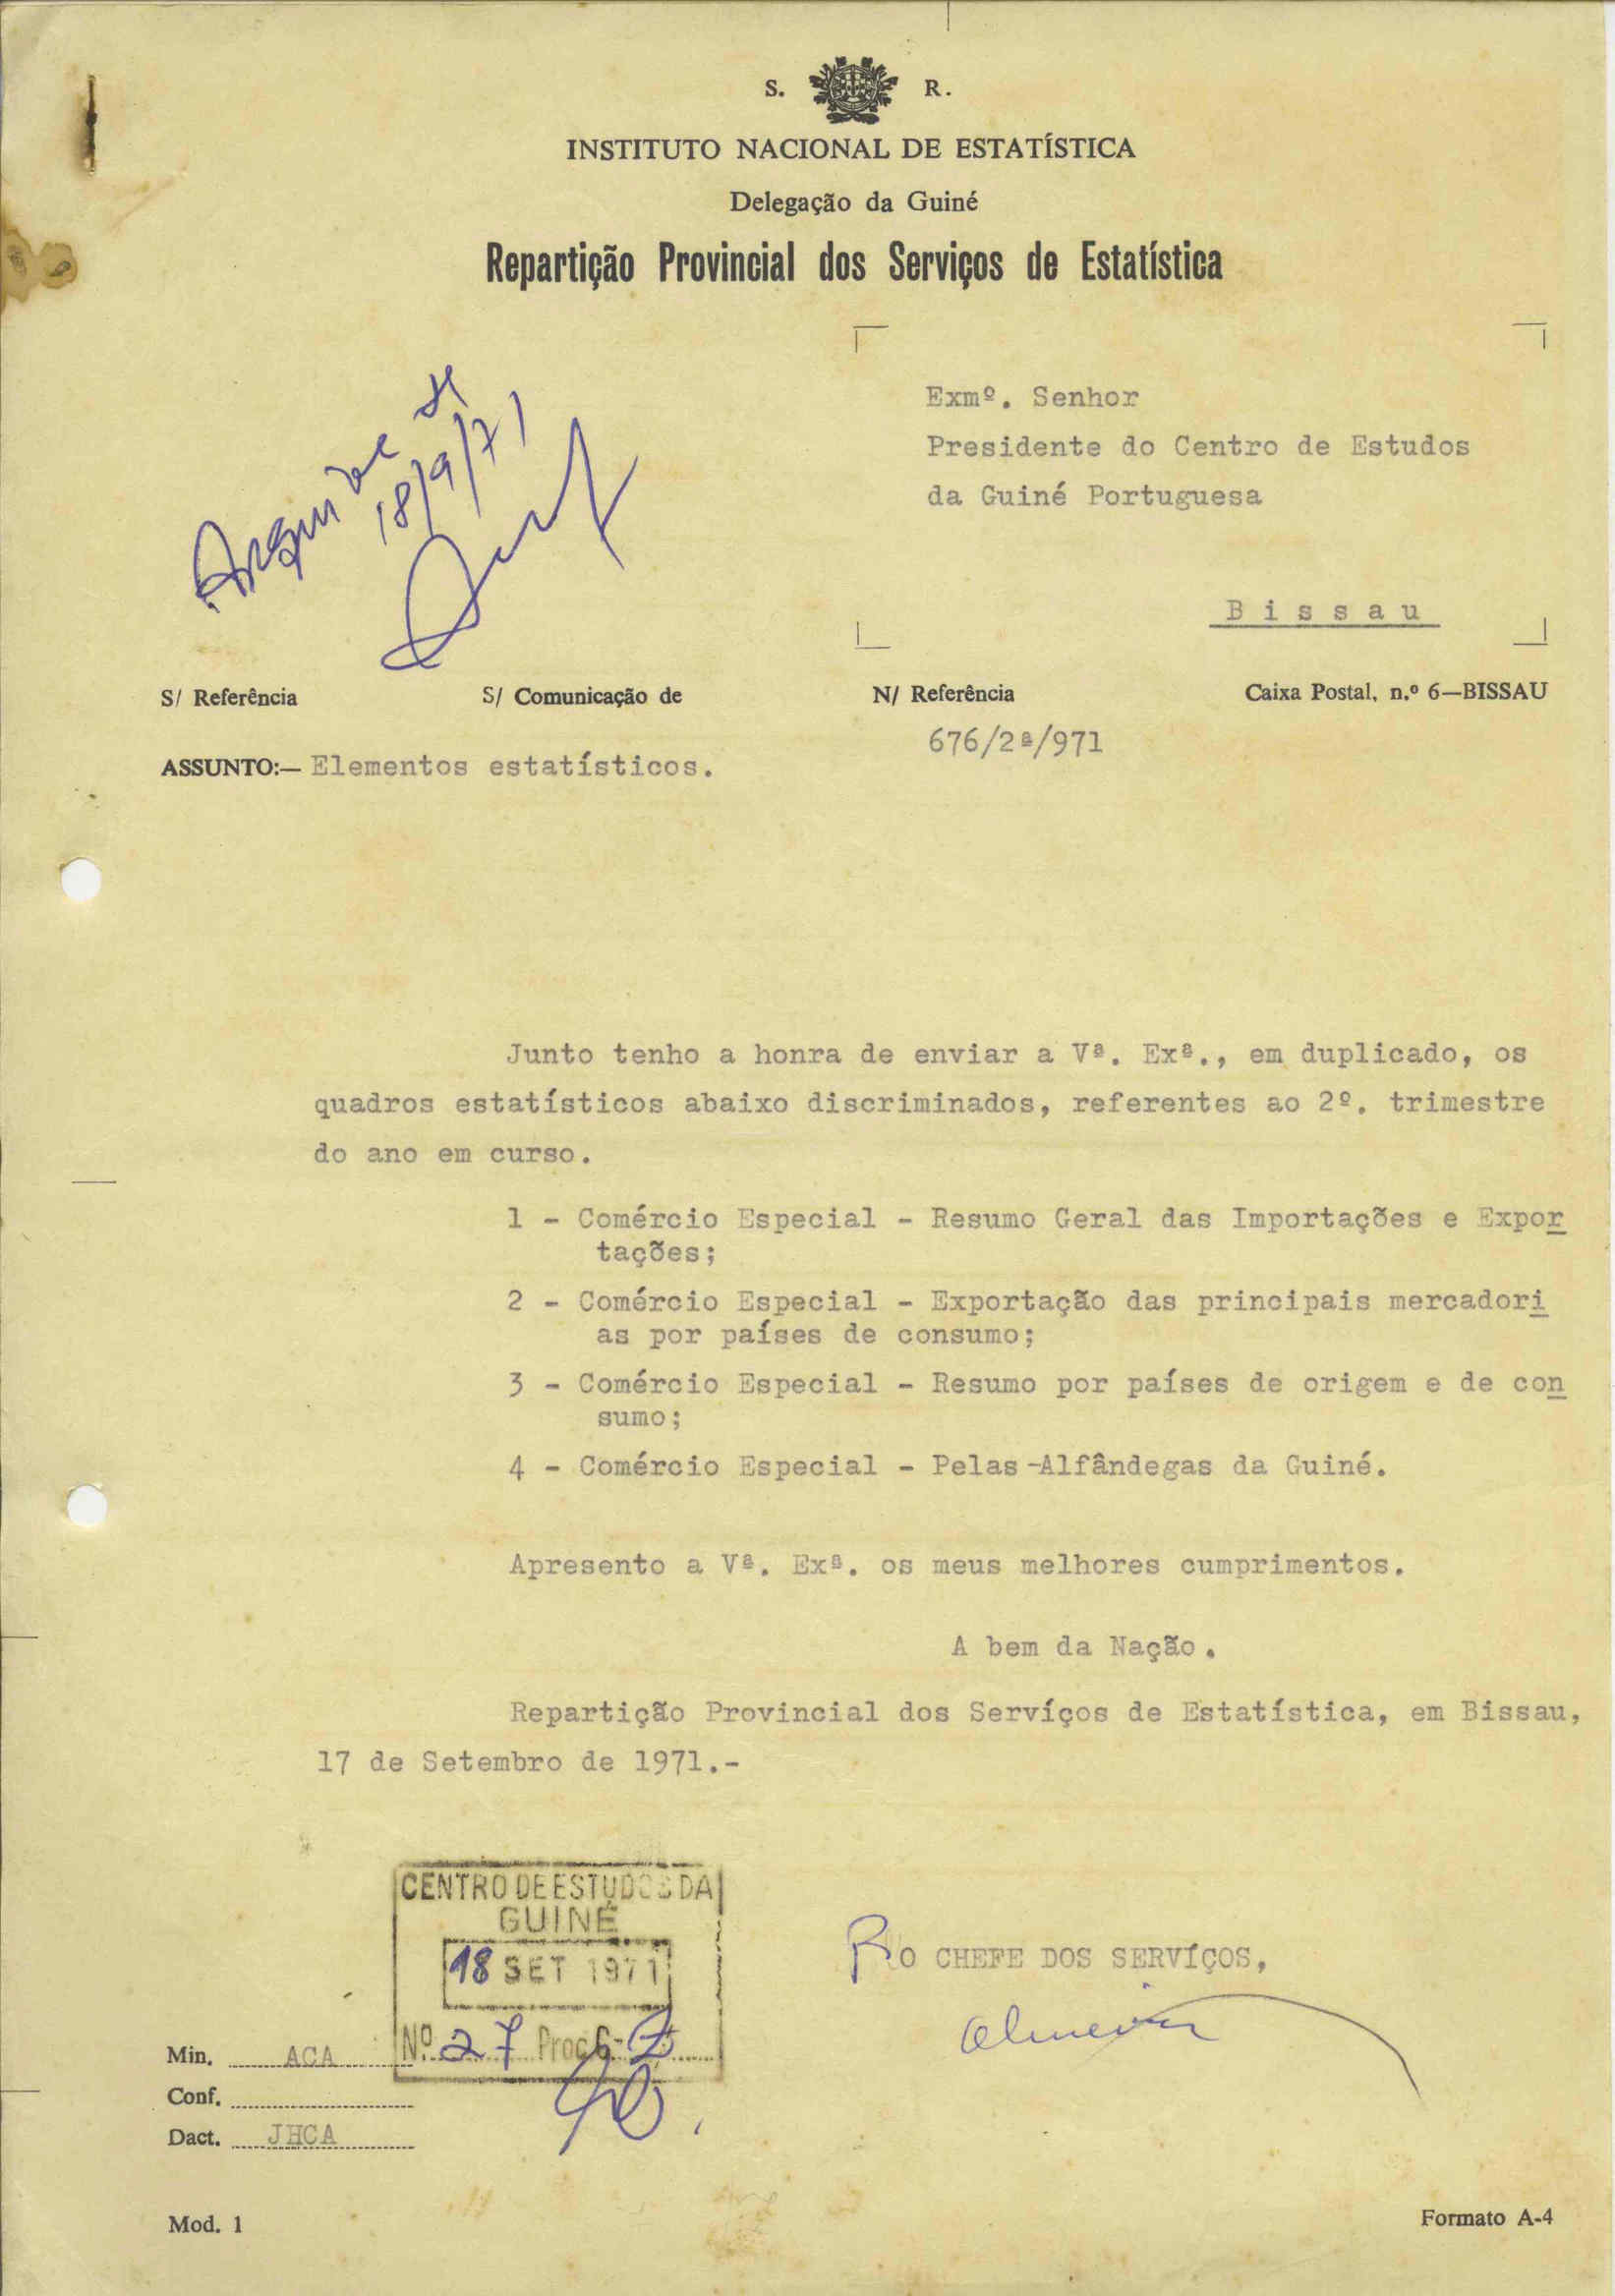 S. R.
INSTITUTO NACIONAL DE ESTATÍSTICA
Delegação da Guiné
Repartição Provincial dos Serviços de Estatística
Exmº. Senhor
Presidente do Centro de Estudos
da Guiné Portuguesa
B i s s a u
18/9/71
S/ Referência S/ Comunicação de N/ Referência Caixa Postal, n.º 6—BISSAU
676/2ª/971
ASSUNTO:— Elementos estatísticos.
Junto tenho a honra de enviar a Vª. Exª., em duplicado, os
quadros estatísticos abaixo discriminados, referentes ao 2º. trimestre
do ano em curso.
1 - Comércio Especial - Resumo Geral das Importações e Expor
tações;
2 - Comércio Especial - Exportação das principais mercadori
as por países de consumo;
3 - Comércio Especial - Resumo por países de origem e de con
sumo;
4 - Comércio Especial - Pelas-Alfândegas da Guiné.
Apresento a Vª. Exª. os meus melhores cumprimentos.
A bem da Nação.
Repartição Provincial dos Servíços de Estatística, em Bissau,
17 de Setembro de 1971.-
CENTRO DE ESTUDOS DA
GUINÉ
18 SET 1971
Nº 27 Proc
O CHEFE DOS SERVÍÇOS,
Min. ACA
Conf.
Dact. JHCA
Mod. 1 Formato A-4